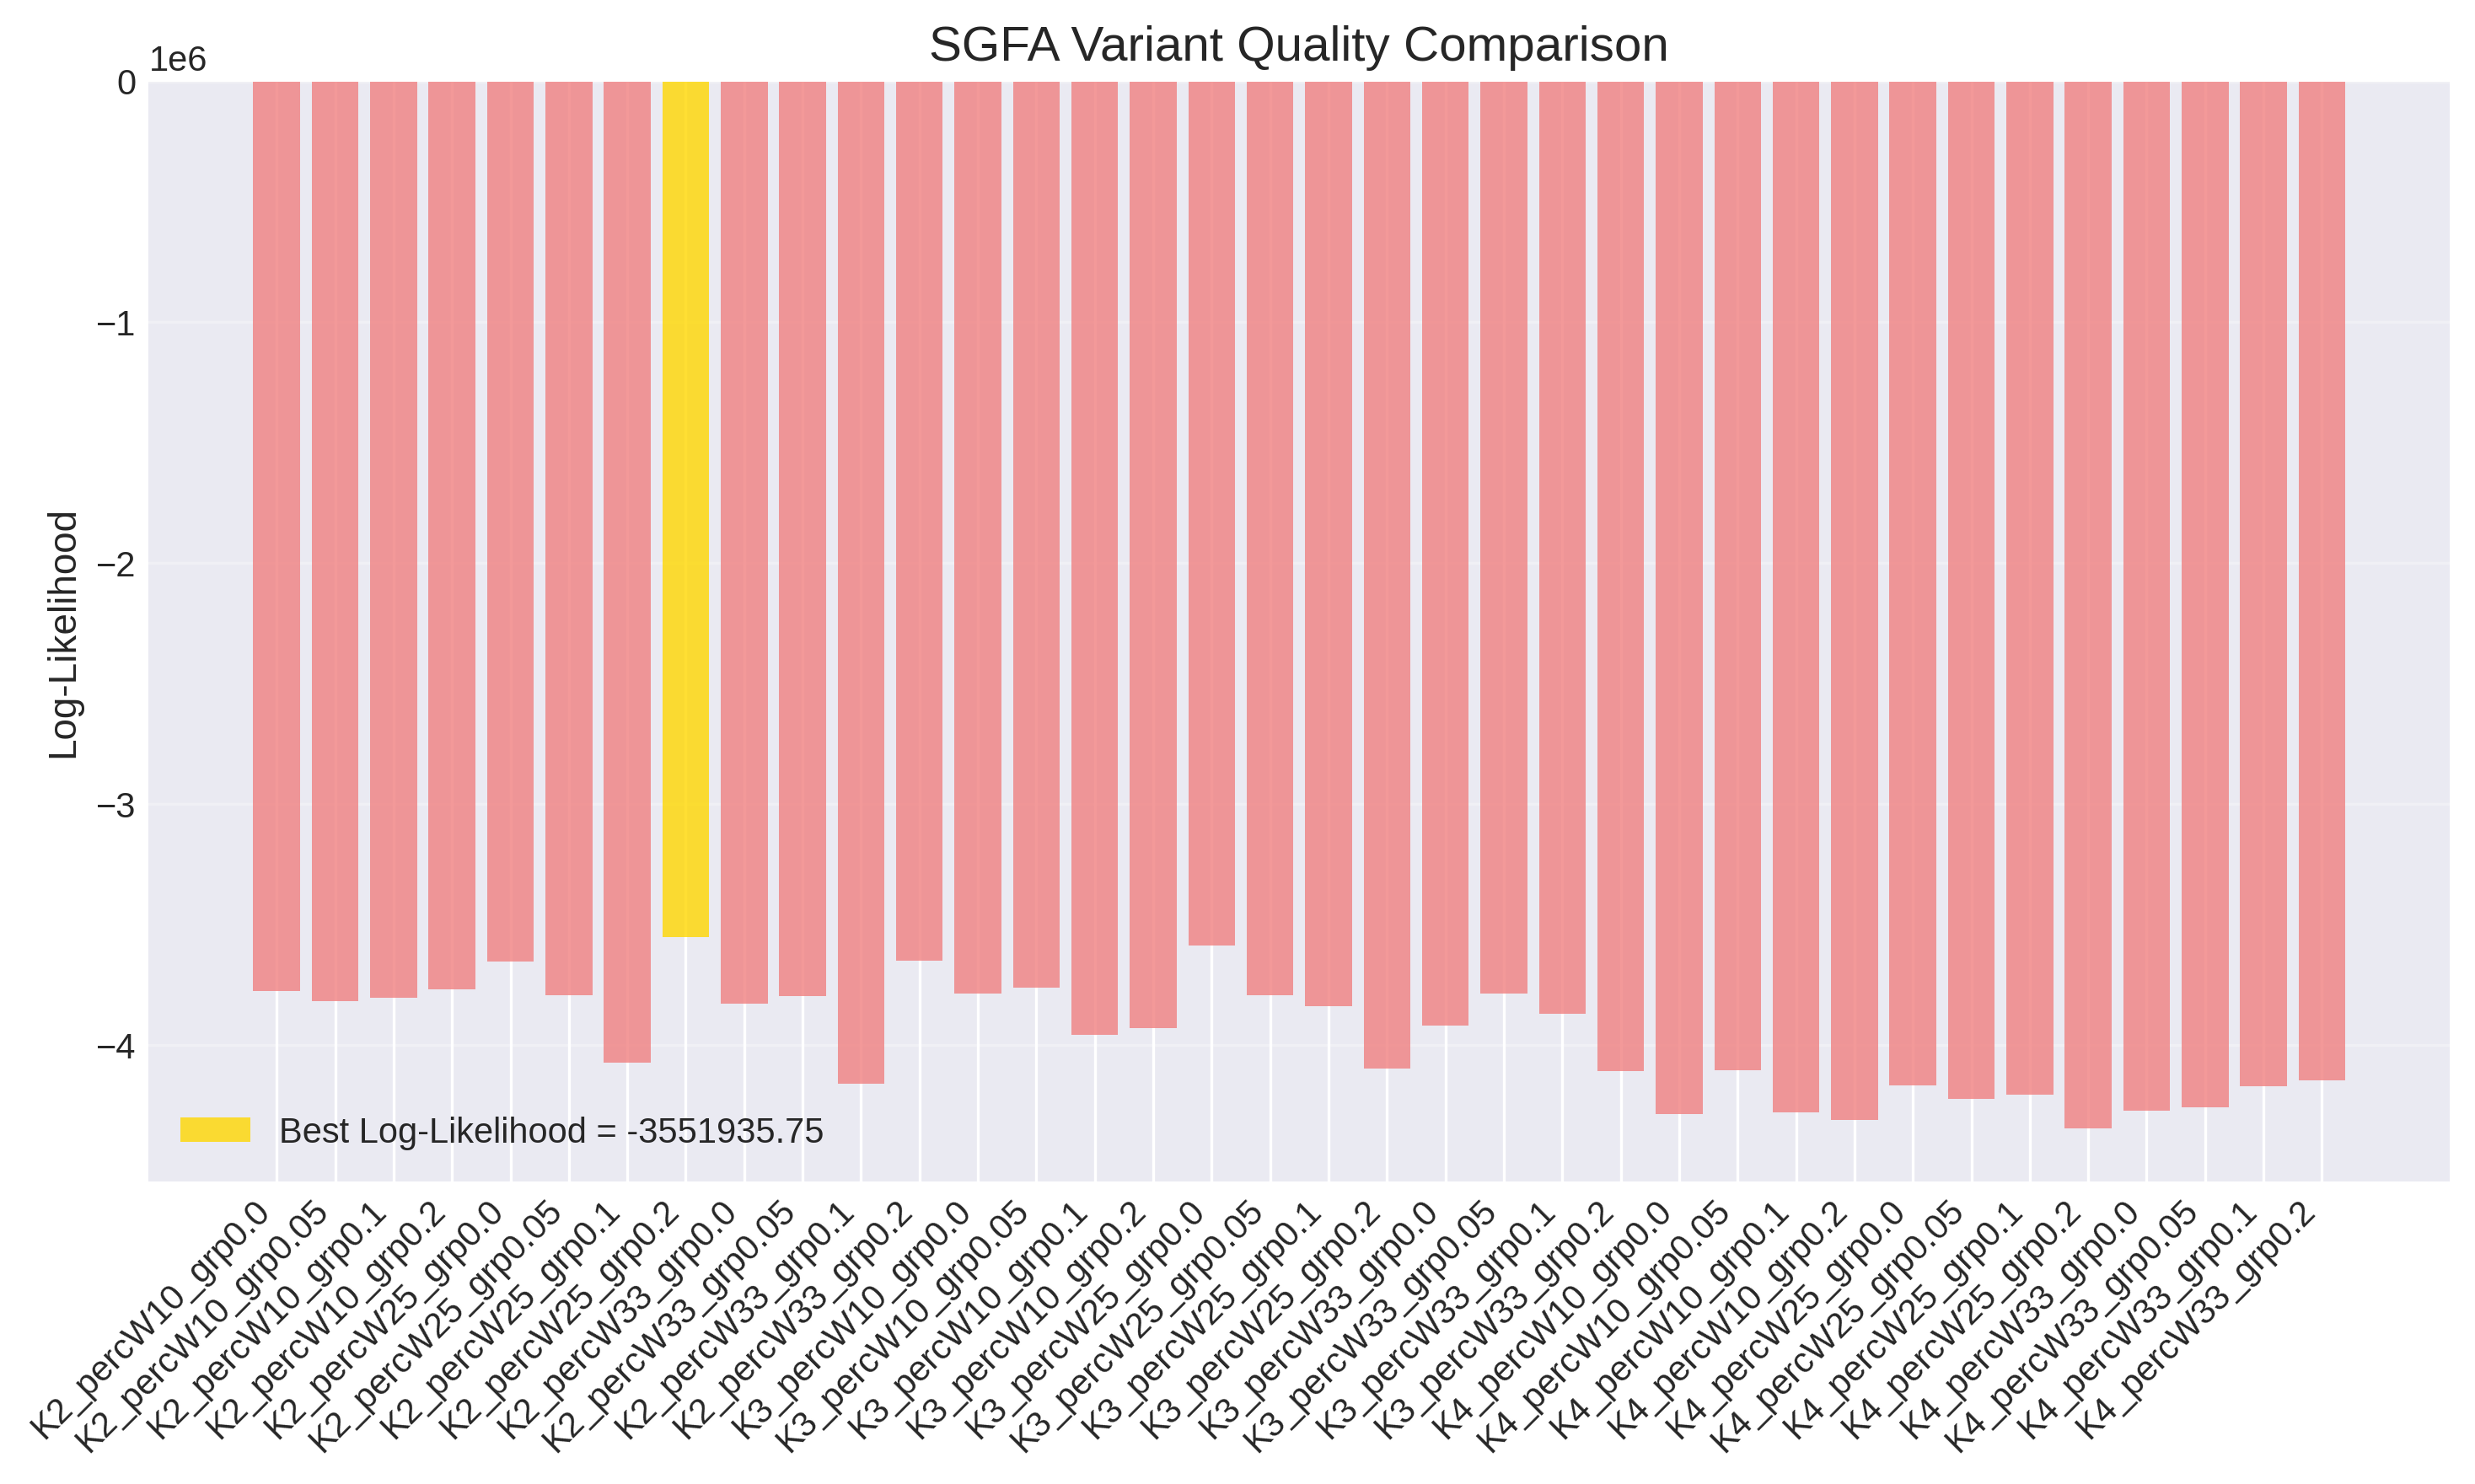 SGFA Variant Quality Comparison
1e6
0
−1
−2
−3
−4
Log-Likelihood
Best Log-Likelihood = -3551935.75
K2_percW10_grp0.0
K2_percW10_grp0.05
K2_percW10_grp0.1
K2_percW10_grp0.2
K2_percW25_grp0.0
K2_percW25_grp0.05
K2_percW25_grp0.1
K2_percW25_grp0.2
K2_percW33_grp0.0
K2_percW33_grp0.05
K2_percW33_grp0.1
K2_percW33_grp0.2
K3_percW10_grp0.0
K3_percW10_grp0.05
K3_percW10_grp0.1
K3_percW10_grp0.2
K3_percW25_grp0.0
K3_percW25_grp0.05
K3_percW25_grp0.1
K3_percW25_grp0.2
K3_percW33_grp0.0
K3_percW33_grp0.05
K3_percW33_grp0.1
K3_percW33_grp0.2
K4_percW10_grp0.0
K4_percW10_grp0.05
K4_percW10_grp0.1
K4_percW10_grp0.2
K4_percW25_grp0.0
K4_percW25_grp0.05
K4_percW25_grp0.1
K4_percW25_grp0.2
K4_percW33_grp0.0
K4_percW33_grp0.05
K4_percW33_grp0.1
K4_percW33_grp0.2